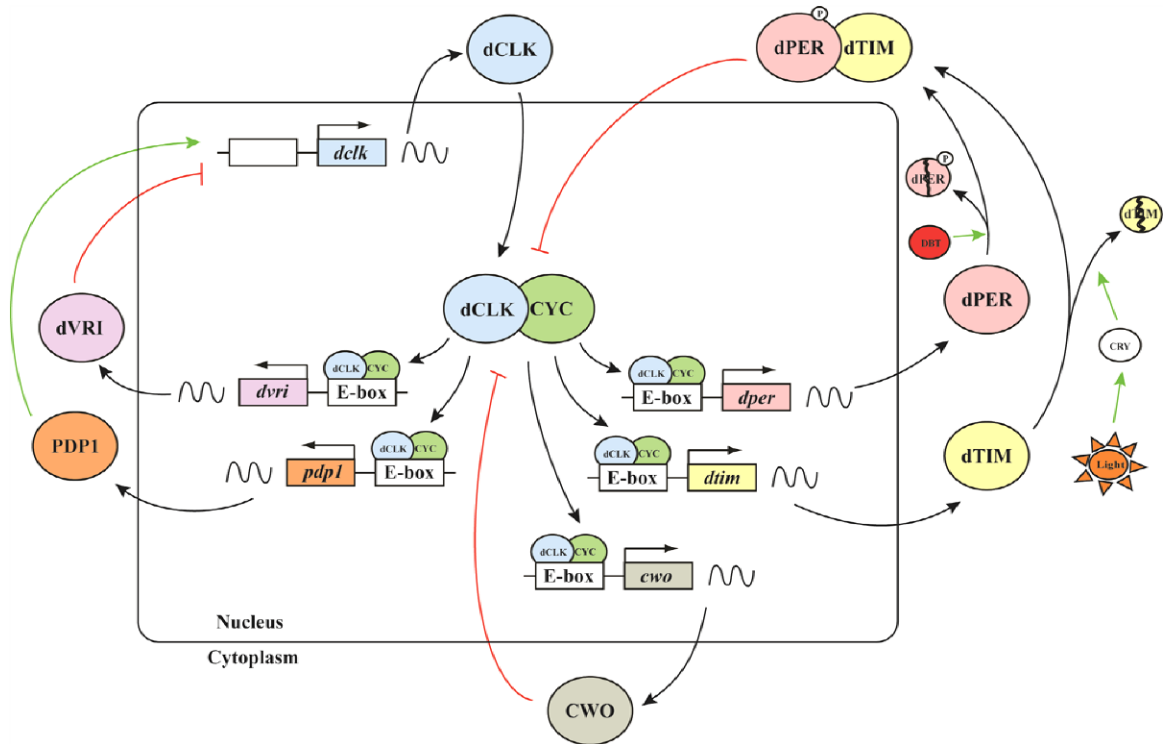 dCLK
P
dPER
dTIM
dclk
dPER
P
dTIM
DBT
dPER
dCLK
CYC
dVRI
CRY
dCLK
CYC
dvri
E-box
dCLK
CYC
E-box
dper
PDP1
dCLK
CYC
pdp1
E-box
dCLK
CYC
E-box
dtim
dTIM
Light
dCLK
CYC
E-box
cwo
Nucleus
Cytoplasm
CWO